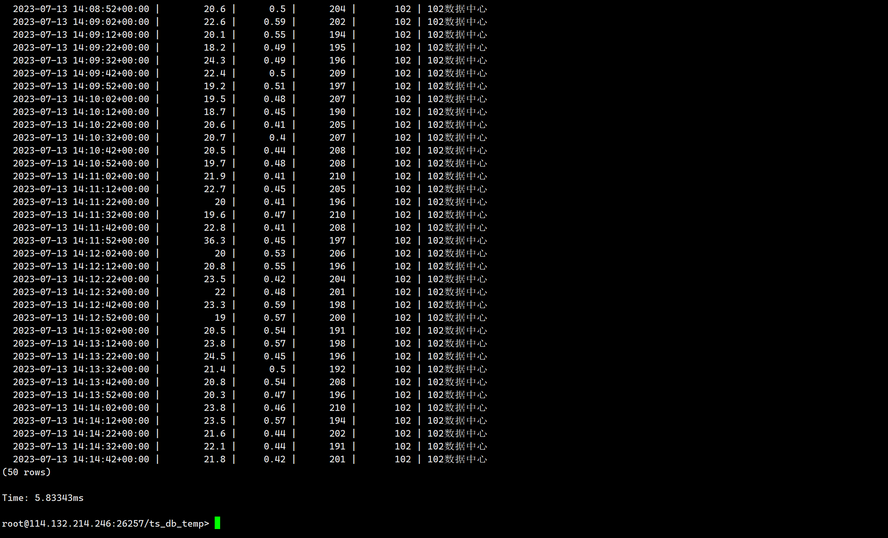 2023-07-13 14:08:52+00:00 | 20.6 | 0.5 | 204 | 102 | 102数据中心
2023-07-13 14:09:02+00:00 | 22.6 | 0.59 | 202 | 102 | 102数据中心
2023-07-13 14:09:12+00:00 | 20.1 | 0.55 | 194 | 102 | 102数据中心
2023-07-13 14:09:22+00:00 | 18.2 | 0.49 | 195 | 102 | 102数据中心
2023-07-13 14:09:32+00:00 | 24.3 | 0.49 | 196 | 102 | 102数据中心
2023-07-13 14:09:42+00:00 | 22.4 | 0.5 | 209 | 102 | 102数据中心
2023-07-13 14:09:52+00:00 | 19.2 | 0.51 | 197 | 102 | 102数据中心
2023-07-13 14:10:02+00:00 | 19.5 | 0.48 | 207 | 102 | 102数据中心
2023-07-13 14:10:12+00:00 | 18.7 | 0.45 | 190 | 102 | 102数据中心
2023-07-13 14:10:22+00:00 | 20.6 | 0.41 | 205 | 102 | 102数据中心
2023-07-13 14:10:32+00:00 | 20.7 | 0.4 | 207 | 102 | 102数据中心
2023-07-13 14:10:42+00:00 | 20.5 | 0.44 | 208 | 102 | 102数据中心
2023-07-13 14:10:52+00:00 | 19.7 | 0.48 | 208 | 102 | 102数据中心
2023-07-13 14:11:02+00:00 | 21.9 | 0.41 | 210 | 102 | 102数据中心
2023-07-13 14:11:12+00:00 | 22.7 | 0.45 | 205 | 102 | 102数据中心
2023-07-13 14:11:22+00:00 | 20 | 0.41 | 196 | 102 | 102数据中心
2023-07-13 14:11:32+00:00 | 19.6 | 0.47 | 210 | 102 | 102数据中心
2023-07-13 14:11:42+00:00 | 22.8 | 0.41 | 208 | 102 | 102数据中心
2023-07-13 14:11:52+00:00 | 36.3 | 0.45 | 197 | 102 | 102数据中心
2023-07-13 14:12:02+00:00 | 20 | 0.53 | 206 | 102 | 102数据中心
2023-07-13 14:12:12+00:00 | 20.8 | 0.55 | 196 | 102 | 102数据中心
2023-07-13 14:12:22+00:00 | 23.5 | 0.42 | 204 | 102 | 102数据中心
2023-07-13 14:12:32+00:00 | 22 | 0.48 | 201 | 102 | 102数据中心
2023-07-13 14:12:42+00:00 | 23.3 | 0.59 | 198 | 102 | 102数据中心
2023-07-13 14:12:52+00:00 | 19 | 0.57 | 200 | 102 | 102数据中心
2023-07-13 14:13:02+00:00 | 20.5 | 0.54 | 191 | 102 | 102数据中心
2023-07-13 14:13:12+00:00 | 23.8 | 0.57 | 198 | 102 | 102数据中心
2023-07-13 14:13:22+00:00 | 24.5 | 0.45 | 196 | 102 | 102数据中心
2023-07-13 14:13:32+00:00 | 21.4 | 0.5 | 192 | 102 | 102数据中心
2023-07-13 14:13:42+00:00 | 20.8 | 0.54 | 208 | 102 | 102数据中心
2023-07-13 14:13:52+00:00 | 20.3 | 0.47 | 196 | 102 | 102数据中心
2023-07-13 14:14:02+00:00 | 23.8 | 0.46 | 210 | 102 | 102数据中心
2023-07-13 14:14:12+00:00 | 23.5 | 0.57 | 194 | 102 | 102数据中心
2023-07-13 14:14:22+00:00 | 21.6 | 0.44 | 202 | 102 | 102数据中心
2023-07-13 14:14:32+00:00 | 22.1 | 0.44 | 191 | 102 | 102数据中心
2023-07-13 14:14:42+00:00 | 21.8 | 0.42 | 201 | 102 | 102数据中心
(50 rows)
Time: 5.83343ms
root@114.132.214.246:26257/ts_db_temp>